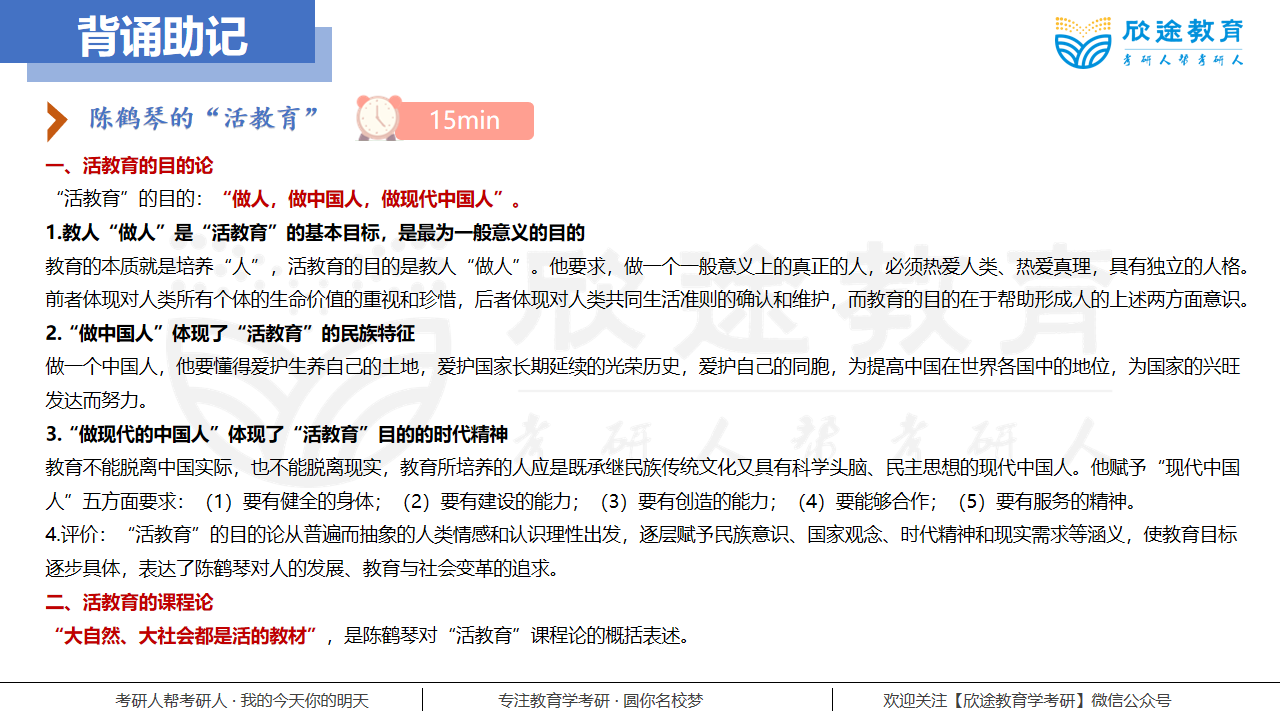 背诵助记
欣途教育
考研人帮考研人
陈鹤琴的“活教育”
15min
一、活教育的目的论
“活教育”的目的：“做人，做中国人，做现代中国人”。
1.教人“做人”是“活教育”的基本目标，是最为一般意义的目的
教育的本质就是培养“人”，活教育的目的是教人“做人”。他要求，做一个一般意义上的真正的人，必须热爱人类、热爱真理，具有独立的人格。
前者体现对人类所有个体的生命价值的重视和珍惜，后者体现对人类共同生活准则的确认和维护，而教育的目的在于帮助形成人的上述两方面意识。
2.“做中国人”体现了“活教育”的民族特征
做一个中国人，他要懂得爱护生养自己的土地，爱护国家长期延续的光荣历史，爱护自己的同胞，为提高中国在世界各国中的地位，为国家的兴旺
发达而努力。
3.“做现代的中国人”体现了“活教育”目的的时代精神
教育不能脱离中国实际，也不能脱离现实，教育所培养的人应是既承继民族传统文化又具有科学头脑、民主思想的现代中国人。他赋予“现代中国
人”五方面要求：（1）要有健全的身体；（2）要有建设的能力；（3）要有创造的能力；（4）要能够合作；（5）要有服务的精神。
4.评价：“活教育”的目的论从普遍而抽象的人类情感和认识理性出发，逐层赋予民族意识、国家观念、时代精神和现实需求等涵义，使教育目标
逐步具体，表达了陈鹤琴对人的发展、教育与社会变革的追求。
二、活教育的课程论
“大自然、大社会都是活的教材”，是陈鹤琴对“活教育”课程论的概括表述。
欣途教育
考研人帮考研人
考研人帮考研人 · 我的今天你的明天
专注教育学考研 · 圆你名校梦
欢迎关注【欣途教育学考研】微信公众号